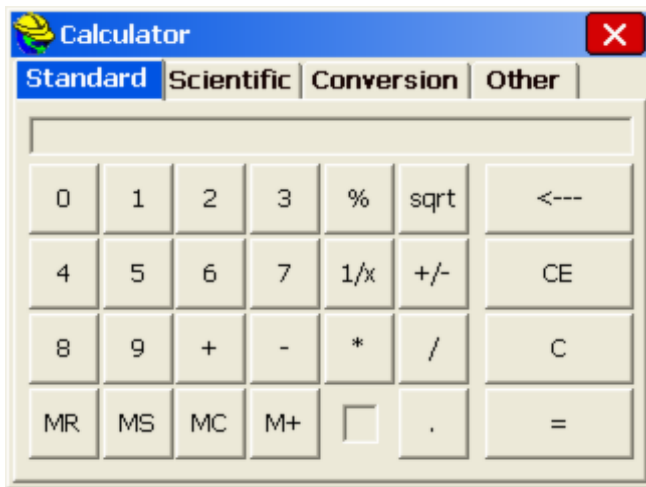 Calculator
Standard Scientific Conversion Other
0 1 2 3 % sqrt <---
4 5 6 7 1/x +/- CE
8 9 + - * / C
MR MS MC M+ . =